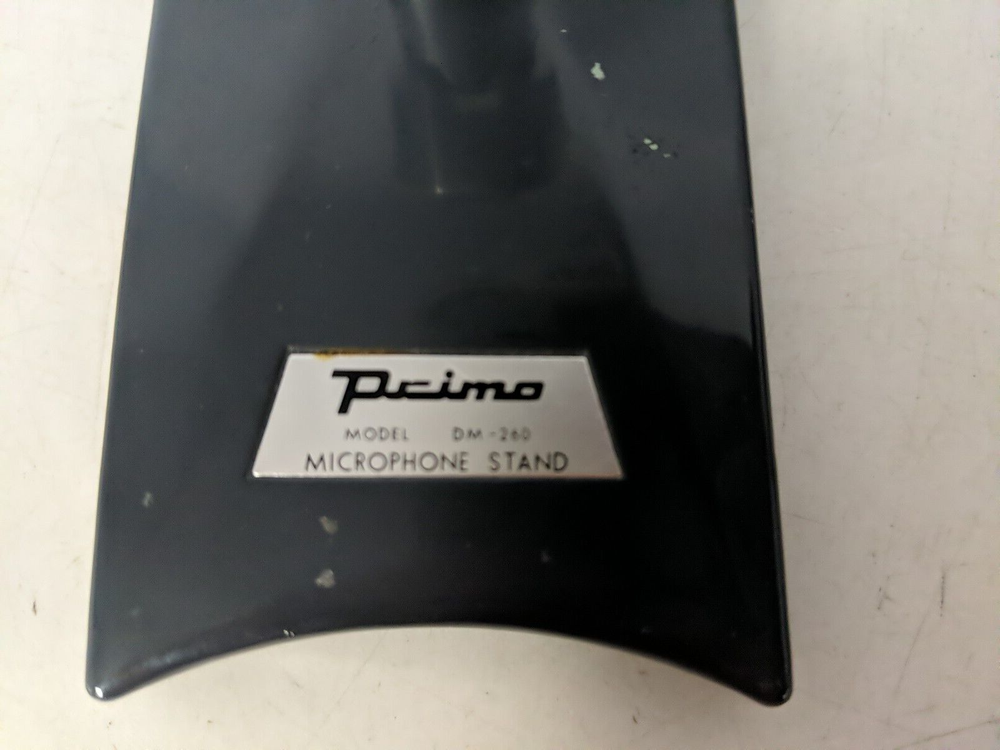 Primo
MODEL DM-260
MICROPHONE STAND